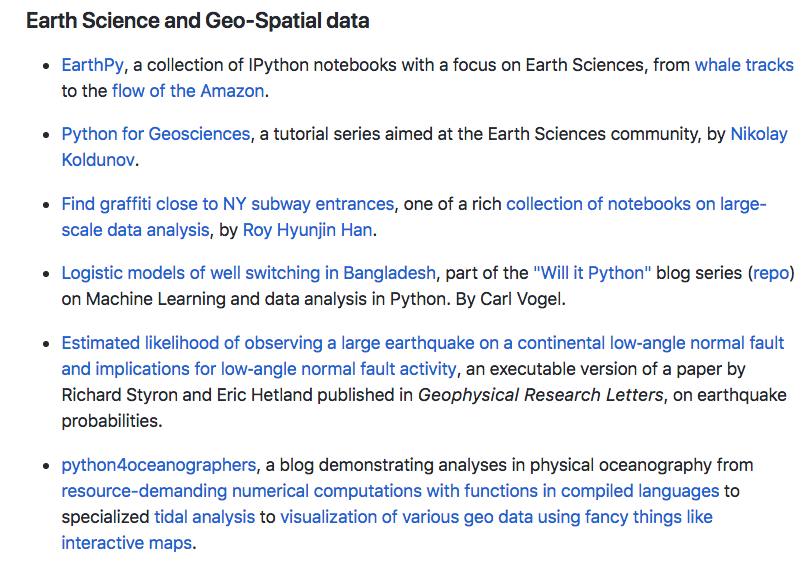 Earth Science and Geo-Spatial data
• EarthPy, a collection of IPython notebooks with a focus on Earth Sciences, from whale tracks
to the flow of the Amazon.
• Python for Geosciences, a tutorial series aimed at the Earth Sciences community, by Nikolay
Koldunov.
• Find graffiti close to NY subway entrances, one of a rich collection of notebooks on large-
scale data analysis, by Roy Hyunjin Han.
• Logistic models of well switching in Bangladesh, part of the "Will it Python" blog series (repo)
on Machine Learning and data analysis in Python. By Carl Vogel.
• Estimated likelihood of observing a large earthquake on a continental low-angle normal fault
and implications for low-angle normal fault activity, an executable version of a paper by
Richard Styron and Eric Hetland published in Geophysical Research Letters, on earthquake
probabilities.
• python4oceanographers, a blog demonstrating analyses in physical oceanography from
resource-demanding numerical computations with functions in compiled languages to
specialized tidal analysis to visualization of various geo data using fancy things like
interactive maps.